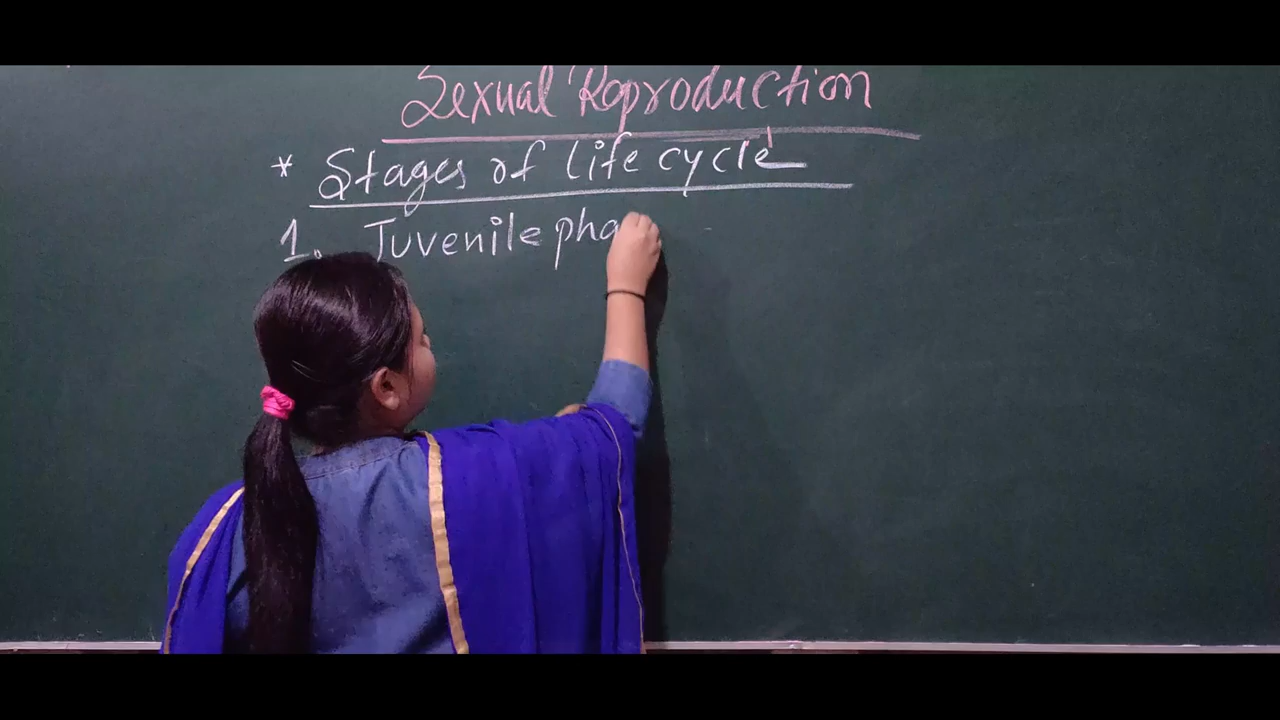 Sexual Reproduction
* Stages of life cycle
1. Juvenile pha